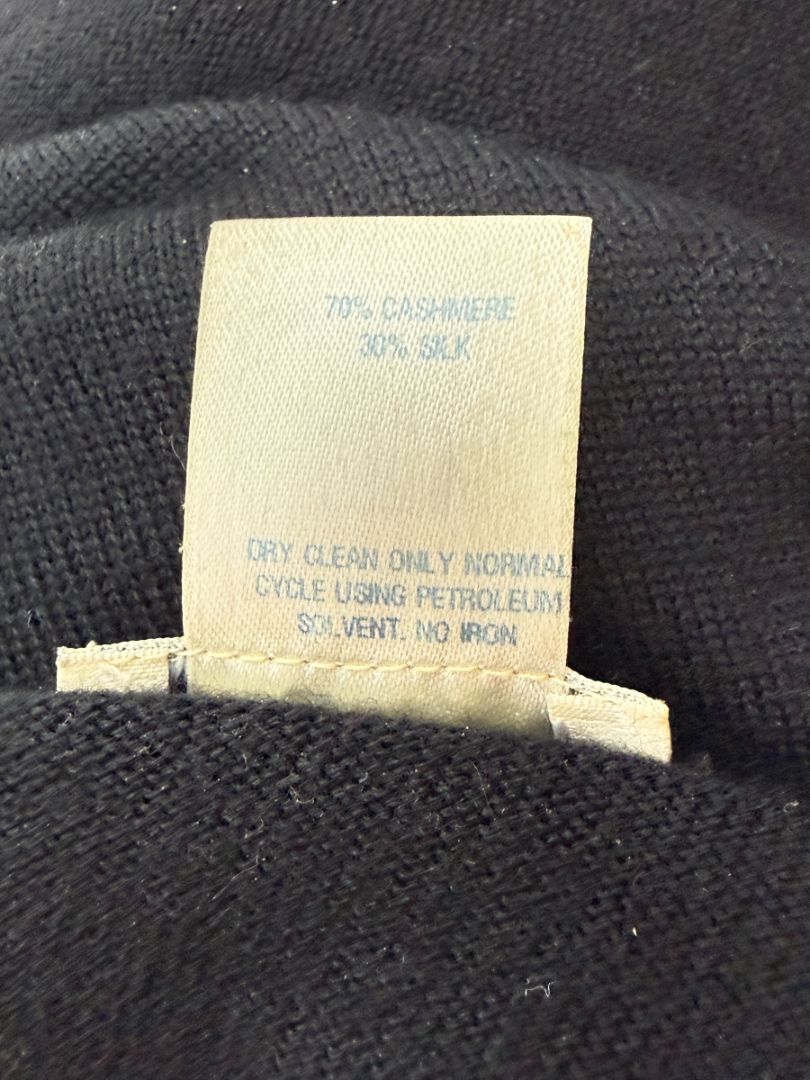 70% CASHMERE
30% SILK
DRY CLEAN ONLY NORMAL
CYCLE USING PETROLEUM
SOLVENT. NO IRON